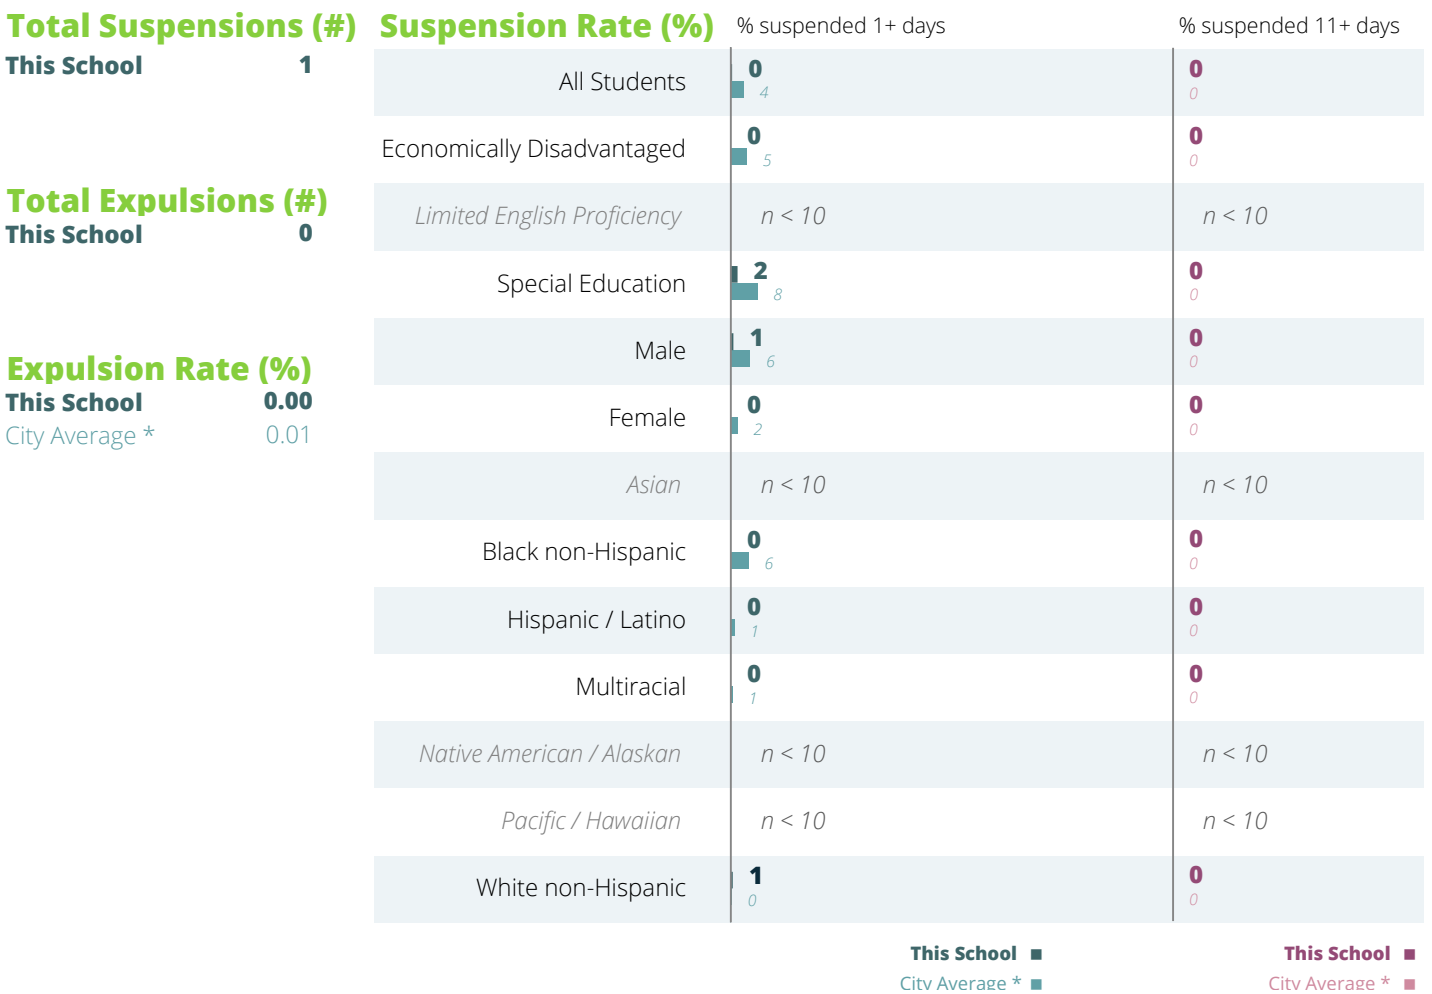 Total Suspensions (#)
This School 1
Total Expulsions (#)
This School 0
Expulsion Rate (%)
This School 0.00
City Average * 0.01
Suspension Rate (%) % suspended 1+ days % suspended 11+ days
All Students 0 0
4 0
Economically Disadvantaged 0 0
5 0
Limited English Proficiency n < 10 n < 10
Special Education 2 0
8 0
Male 1 0
6 0
Female 0 0
2 0
Asian n < 10 n < 10
Black non-Hispanic 0 0
6 0
Hispanic / Latino 0 0
1 0
Multiracial 0 0
1 0
Native American / Alaskan n < 10 n < 10
Pacific / Hawaiian n < 10 n < 10
White non-Hispanic 1 0
0 0
This School This School
City Average * City Average *